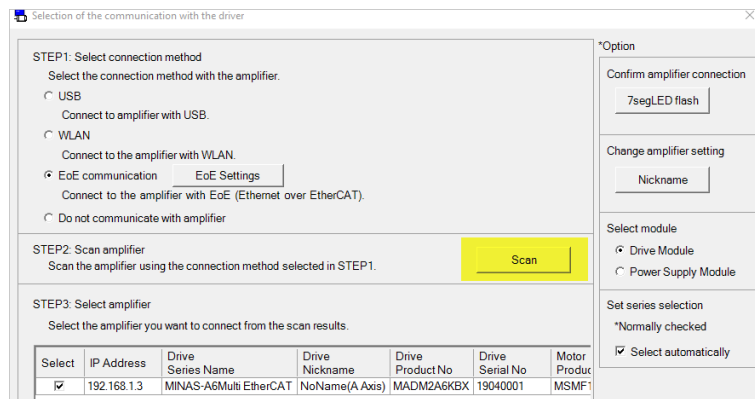 Selection of the communication with the driver
STEP1: Select connection method
Select the connection method with the amplifier.
USB
Connect to amplifier with USB.
WLAN
Connect to the amplifier with WLAN.
EoE communication
EoE Settings
Connect to the amplifier with EoE (Ethernet over EtherCAT).
Do not communicate with amplifier
STEP2: Scan amplifier
Scan the amplifier using the connection method selected in STEP1.
Scan
STEP3: Select amplifier
Select the amplifier you want to connect from the scan results.
Select
IP Address
Drive
Series Name
Drive
Nickname
Drive
Product No
Drive
Serial No
Motor
Produc
192.168.1.3
MINAS-A6Multi EtherCAT
NoName(A Axis)
MADM2A6KBX
19040001
MSMF1
*Option
Confirm amplifier connection
7segLED flash
Change amplifier setting
Nickname
Select module
Drive Module
Power Supply Module
Set series selection
*Normally checked
Select automatically